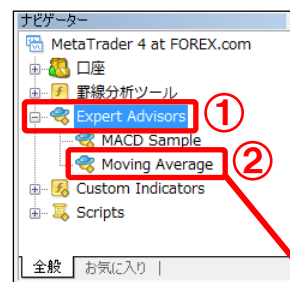 ナビゲーター
MetaTrader 4 at FOREX.com
口座
罫線分析ツール
Expert Advisors ①
MACD Sample
Moving Average ②
Custom Indicators
Scripts
全般 お気に入り